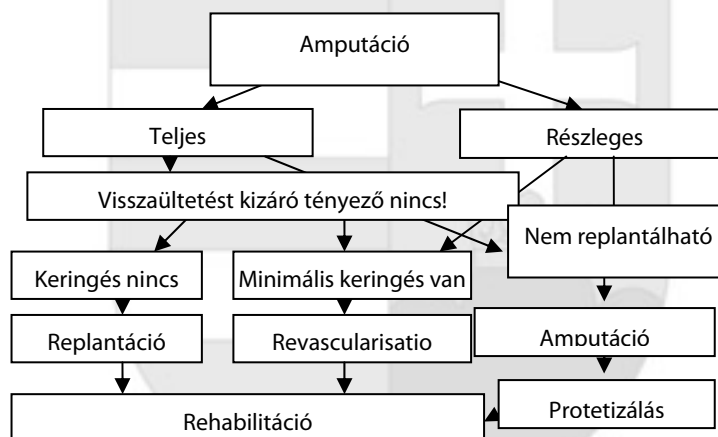 Amputáció
Teljes
Részleges
Visszaültetést kizáró tényező nincs!
Nem replantálható
Keringés nincs
Minimális keringés van
Replantáció
Revascularisatio
Amputáció
Rehabilitáció
Protetizálás